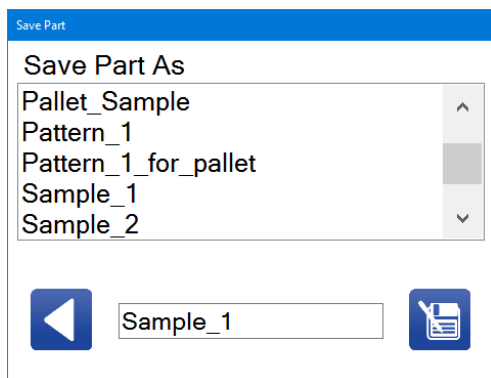 Save Part
Save Part As
Pallet_Sample
Pattern_1
Pattern_1_for_pallet
Sample_1
Sample_2
Sample_1